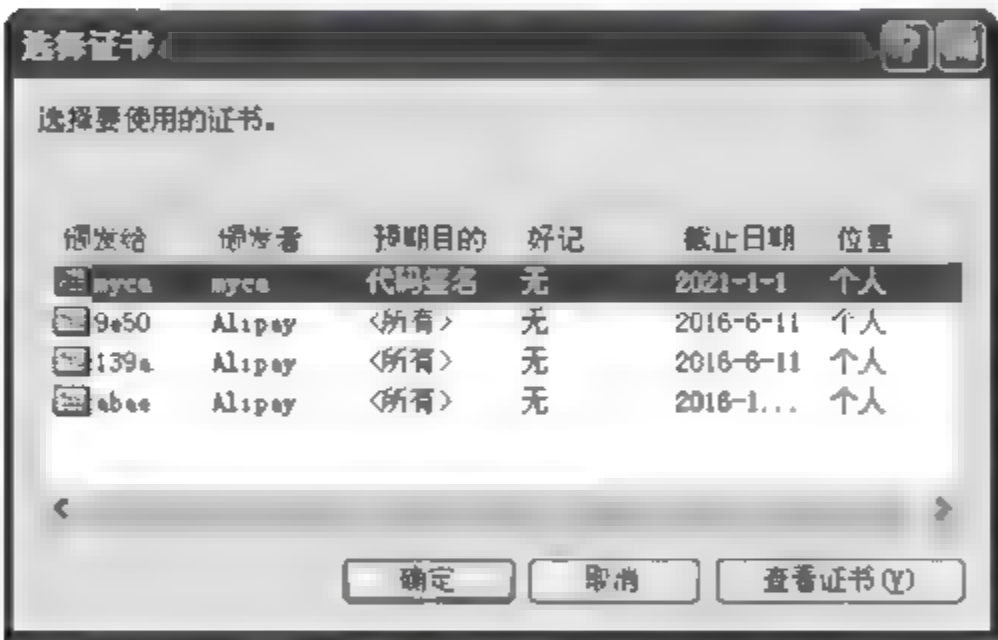 选择证书
选择要使用的证书。
颁发给 颁发者 预期目的 好记 截止日期 位置
myca myca 代码签名 无 2021-1-1 个人
9e50 Alipay <所有> 无 2016-6-11 个人
139a Alipay <所有> 无 2016-6-11 个人
abae Alipay <所有> 无 2016-1... 个人
确定 取消 查看证书(V)